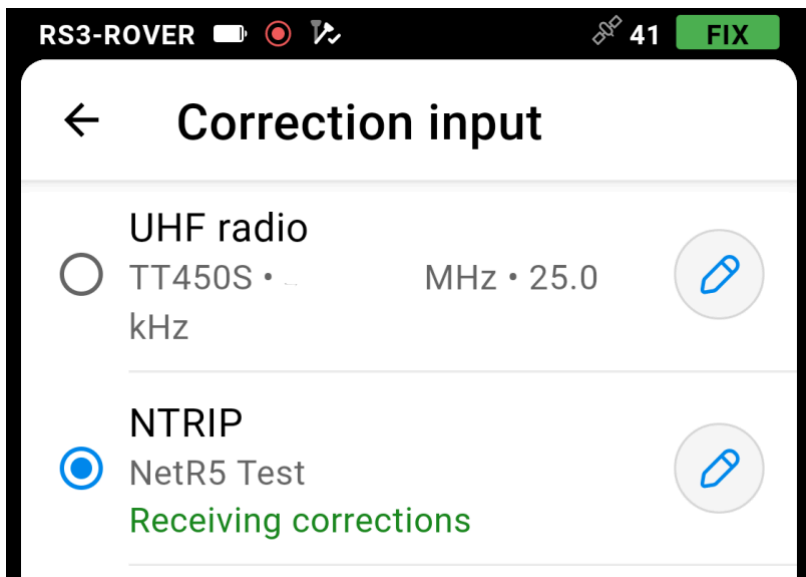 RS3-ROVER 41 FIX
Correction input
UHF radio
TT450S • MHz • 25.0
kHz
NTRIP
NetR5 Test
Receiving corrections